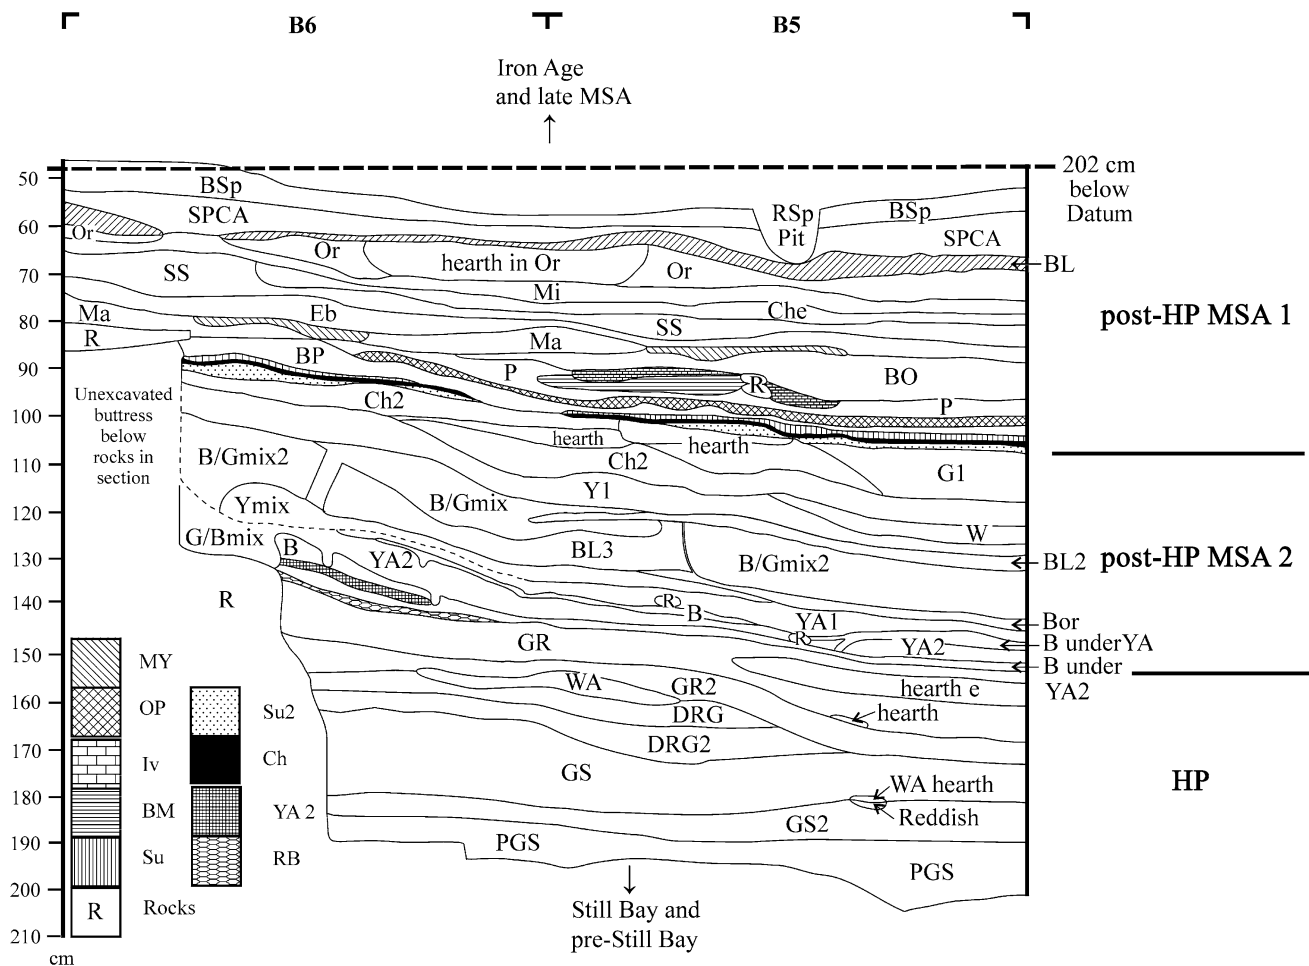 B6 B5
Iron Age
and late MSA
202 cm
below
Datum
50
BSp
SPCA
RSp
Pit
BSp
60
Or
Or
SPCA
hearth in Or
Or
BL
70
SS
Mi
Che
80
Ma
Eb
SS
post-HP MSA 1
R
Ma
90
BP
P
R
BO
Unexcavated
buttress
below
rocks in
section
Ch2
P
100
hearth
hearth
110
B/Gmix2
Ch2
G1
Ymix
B/Gmix
Y1
120
W
G/Bmix
B
YA2
BL3
B/Gmix2
BL2
post-HP MSA 2
130
R
R
B
YA1
Bor
140
GR
R
YA2
B under YA
150
B under
YA2
WA
GR2
hearth e
160
DRG
hearth
DRG2
170
GS
HP
180
WA hearth
Reddish
GS2
190
PGS
PGS
200
210
cm
Still Bay and
pre-Still Bay
MY
OP
Iv
BM
Su
R
Rocks
Su2
Ch
YA 2
RB